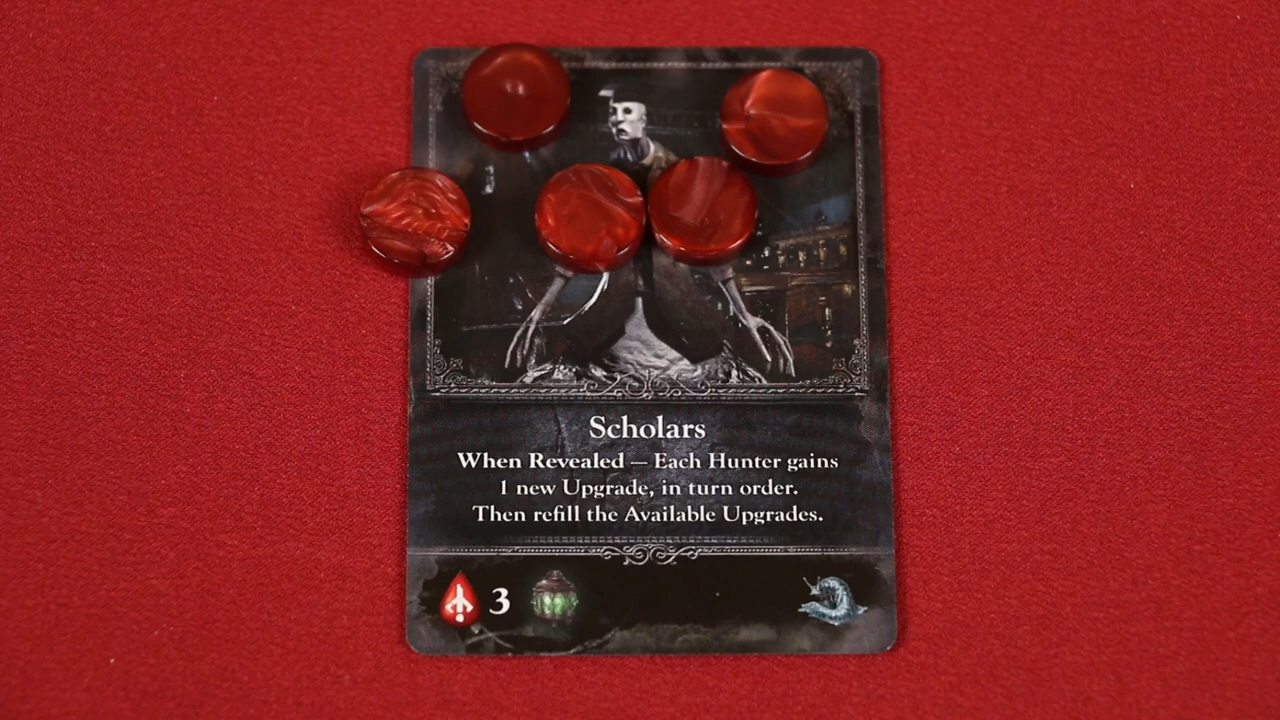 Scholars
When Revealed — Each Hunter gains
1 new Upgrade, in turn order.
Then refill the Available Upgrades.
3